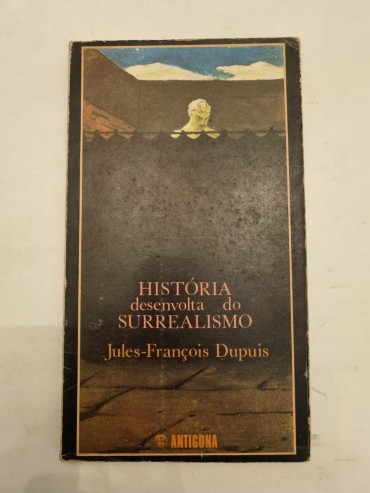 HISTÓRIA
desenvolta do
SURREALISMO
Jules-François Dupuis
ANTIGONA